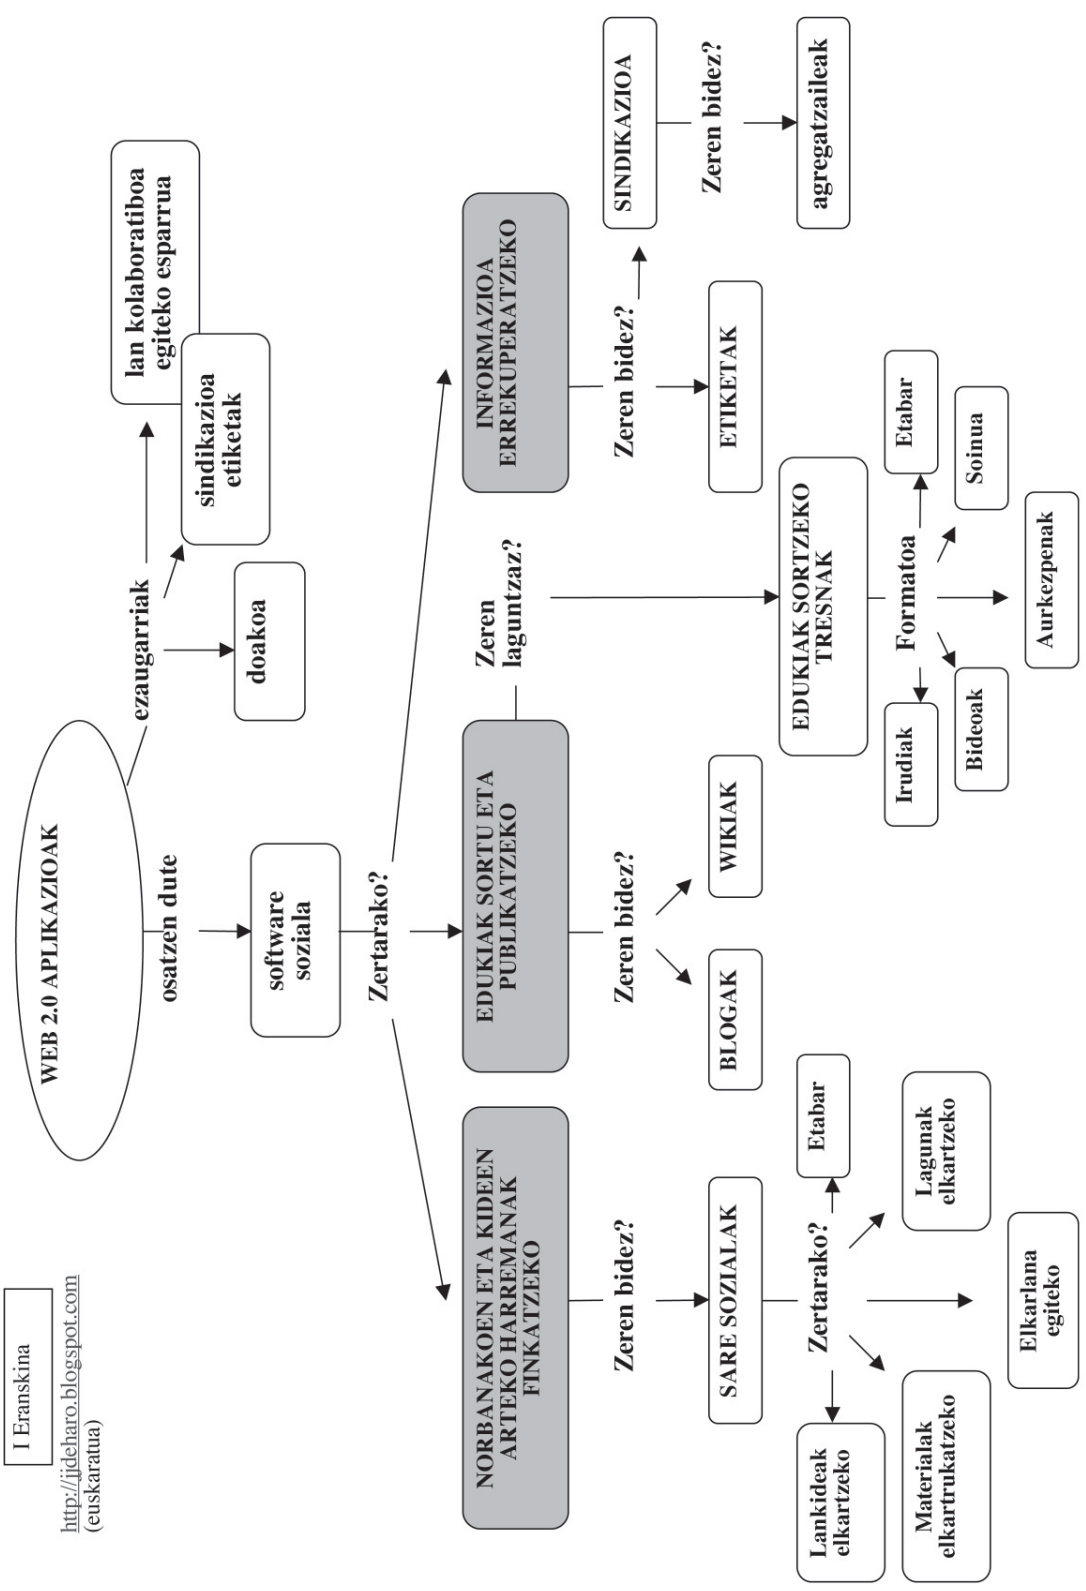 I Eranskina
http://jjdeharo.blogspot.com
(euskaratua)
WEB 2.0 APLIKAZIOAK
ezaugarriak
lan kolaboratiboa
egiteko esparrua
sindikazioa
etiketak
doakoa
osatzen dute
software
soziala
Zertarako?
NORBANAKOEN ETA KIDEEN
ARTEKO HARREMANAK
FINKATZEKO
EDUKIAK SORTU ETA
PUBLIKATZEKO
Zeren
laguntzaz?
INFORMAZIOA
ERREKUPERATZEKO
Zeren bidez?
Zeren bidez?
Zeren bidez?
SINDIKAZIOA
Zeren bidez?
agregatzaileak
SARE SOZIALAK
BLOGAK
WIKIAK
ETIKETAK
EDUKIAK SORTZEKO
TRESNAK
Zertarako?
Lankideak
elkartzeko
Etabar
Materialak
elkartrukatzeko
Lagunak
elkartzeko
Elkarlana
egiteko
Formatoa
Irudiak
Etabar
Bideoak
Soinua
Aurkezpenak